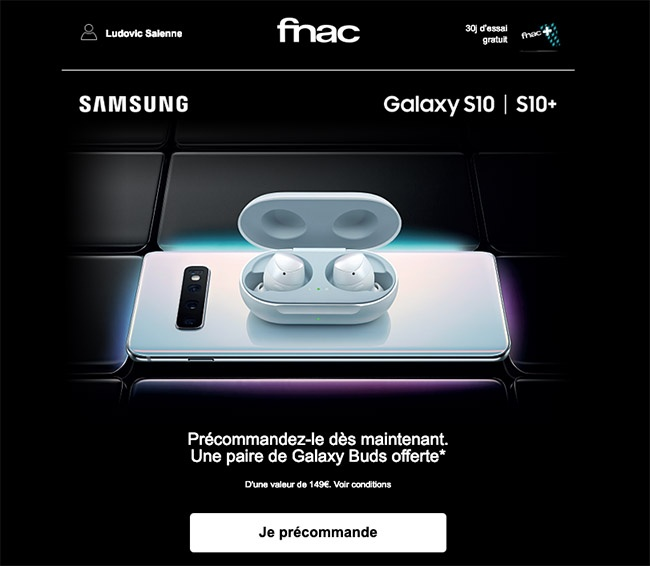 Ludovic Salenne
fnac
30j d'essai
gratuit
fnac+
SAMSUNG
Galaxy S10 | S10+
Précommandez-le dès maintenant.
Une paire de Galaxy Buds offerte*
D'une valeur de 149€. Voir conditions
Je précommande